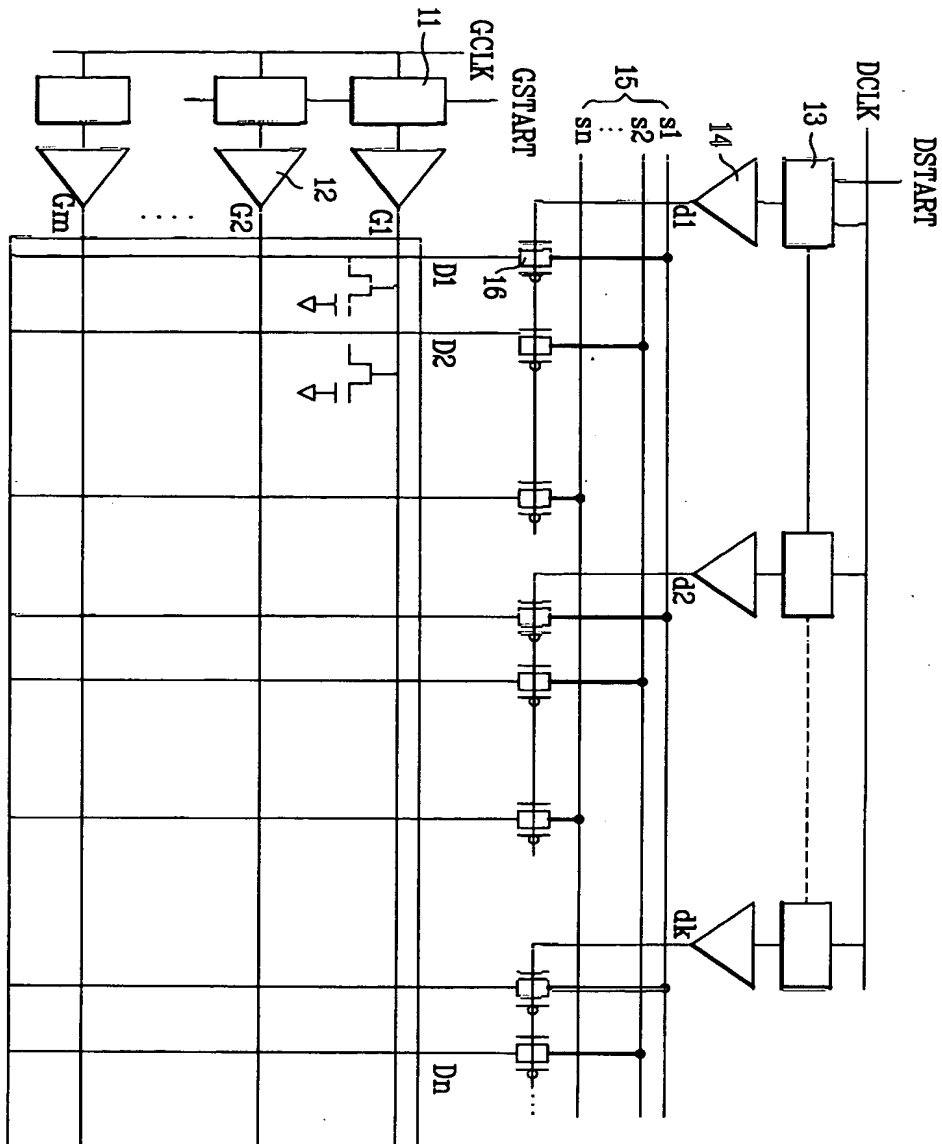 DSTART
DCLK
13
14
d1
d2
dk
15
s1
s2
....
sn
16
D1
D2
Dn
....
GSTART
GCLK
11
12
G1
G2
....
Gm